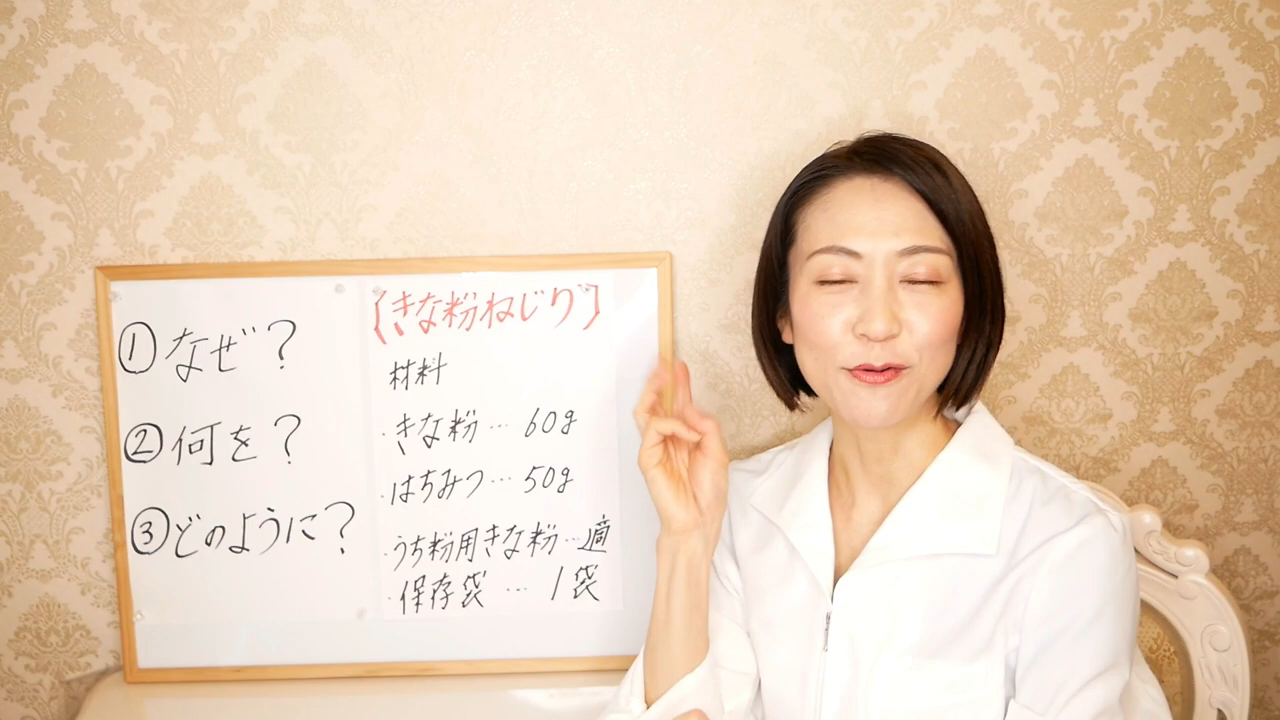 ①なぜ？
②何を？
③どのように？
〔きな粉ねじり〕
材料
・きな粉…60g
・はちみつ…50g
・うち粉用きな粉…適
・保存袋…1袋